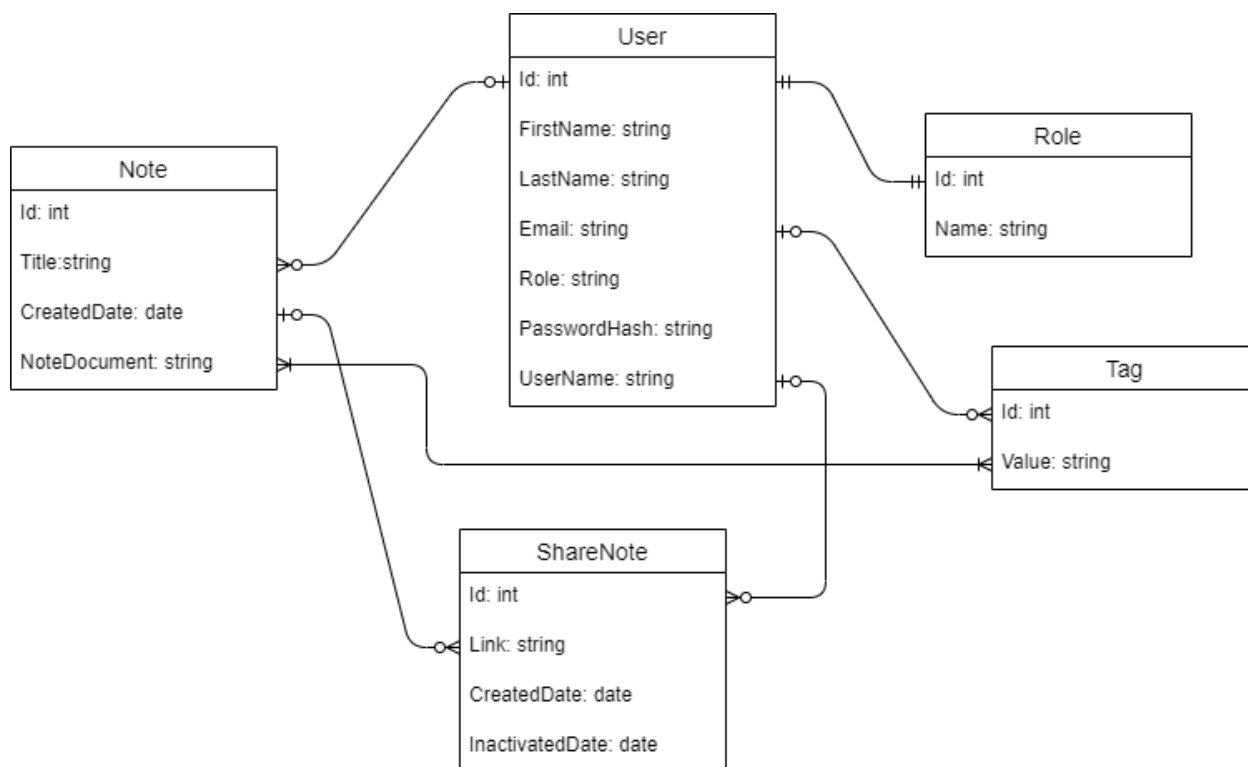 User
Id: int
FirstName: string
LastName: string
Email: string
Role: string
PasswordHash: string
UserName: string
Role
Id: int
Name: string
Note
Id: int
Title:string
CreatedDate: date
NoteDocument: string
Tag
Id: int
Value: string
ShareNote
Id: int
Link: string
CreatedDate: date
InactivatedDate: date